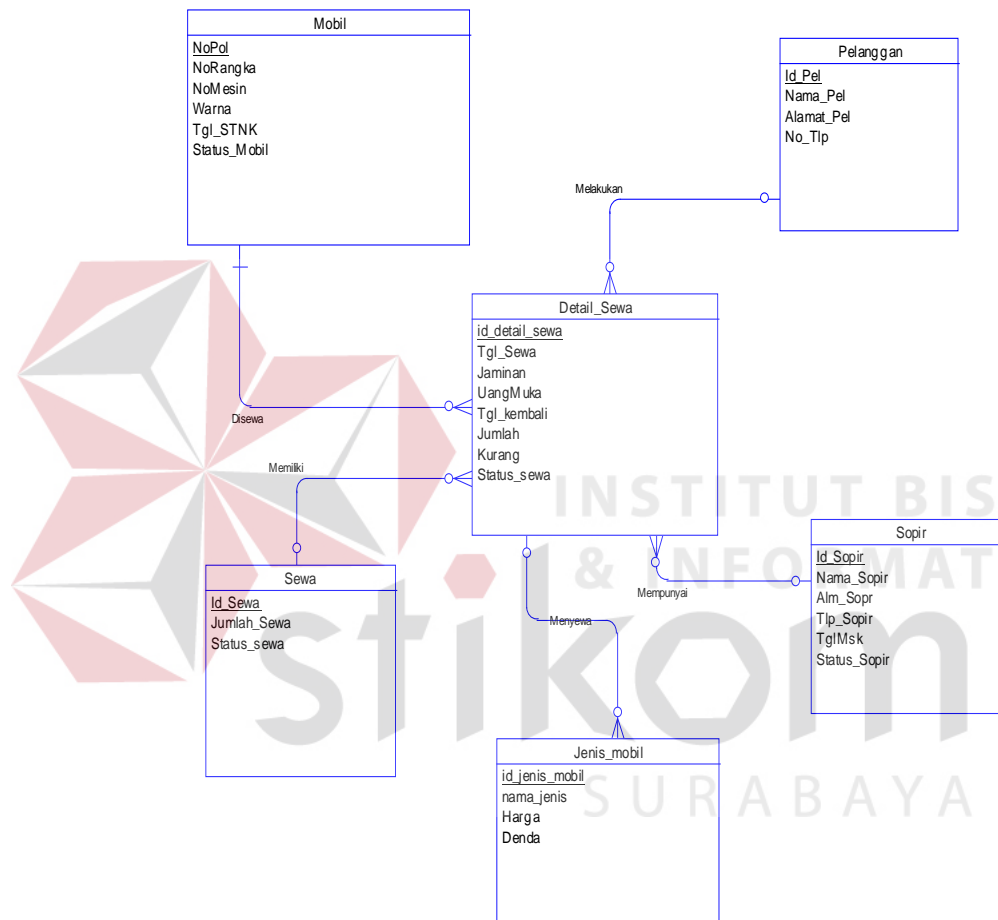 Mobil
NoPol
NoRangka
NoMesin
Warna
Tgl_STNK
Status_Mobil
Pelanggan
Id_Pel
Nama_Pel
Alamat_Pel
No_Tlp
Melakukan
Detail_Sewa
id_detail_sewa
Tgl_Sewa
Jaminan
UangMuka
Tgl_kembali
Jumlah
Kurang
Status_sewa
Disewa
Memiliki
Sewa
Id_Sewa
Jumlah_Sewa
Status_sewa
Mempunyai
Sopir
Id_Sopir
Nama_Sopir
Alm_Sopr
Tlp_Sopir
TglMsk
Status_Sopir
Menyewa
Jenis_mobil
id_jenis_mobil
nama_jenis
Harga
Denda
INSTITUT BIS
& INFORMAT
stikom
SURABAYA